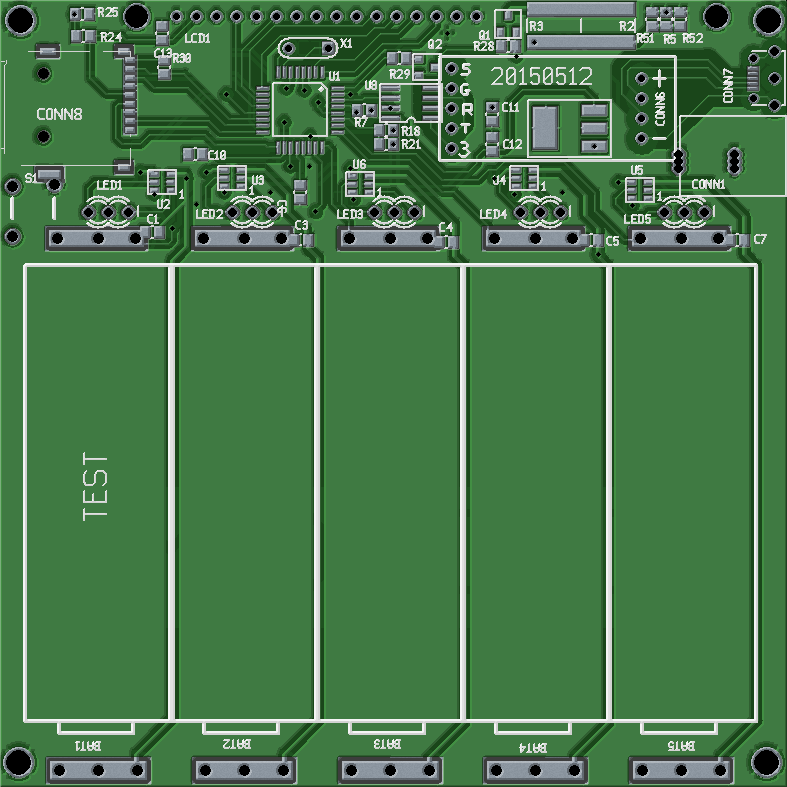 R25
R24
C13
R30
LCD1
X1
U1
Q2
R29
U8
R7
R18
R21
Q1
R28
R3
R2
R51
R5
R52
S
G
R
T
3
20150512
C11
C12
+
CONN6
-
CONN7
CONN8
S1
LED1
C10
U2
1
U3
1
U6
1
U4
1
U5
1
CONN1
LED2
LED3
LED4
LED5
C1
C3
C4
C5
C7
TEST
BAT1
BAT2
BAT3
BAT4
BAT5